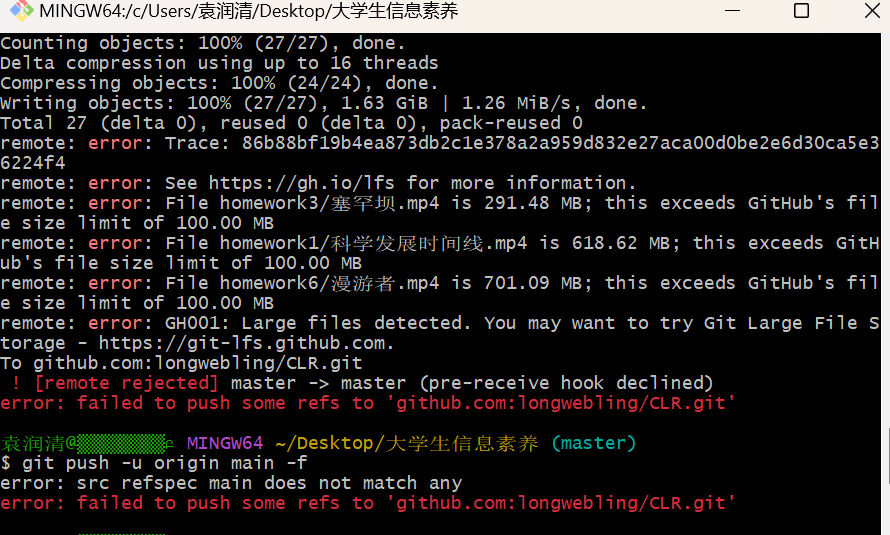 MINGW64:/c/Users/袁润清/Desktop/大学生信息素养
Counting objects: 100% (27/27), done.
Delta compression using up to 16 threads
Compressing objects: 100% (24/24), done.
Writing objects: 100% (27/27), 1.63 GiB | 1.26 MiB/s, done.
Total 27 (delta 0), reused 0 (delta 0), pack-reused 0
remote: error: Trace: 86b88bf19b4ea873db2c1e378a2a959d832e27aca00d0be2e6d30ca5e3
6224f4
remote: error: See https://gh.io/lfs for more information.
remote: error: File homework3/塞罕坝.mp4 is 291.48 MB; this exceeds GitHub's fil
e size limit of 100.00 MB
remote: error: File homework1/科学发展时间线.mp4 is 618.62 MB; this exceeds GitH
ub's file size limit of 100.00 MB
remote: error: File homework6/漫游者.mp4 is 701.09 MB; this exceeds GitHub's fil
e size limit of 100.00 MB
remote: error: GH001: Large files detected. You may want to try Git Large File S
torage - https://git-lfs.github.com.
To github.com:longwebling/CLR.git
! [remote rejected] master -> master (pre-receive hook declined)
error: failed to push some refs to 'github.com:longwebling/CLR.git'
袁润清@ MINGW64 ~/Desktop/大学生信息素养 (master)
$ git push -u origin main -f
error: src refspec main does not match any
error: failed to push some refs to 'github.com:longwebling/CLR.git'